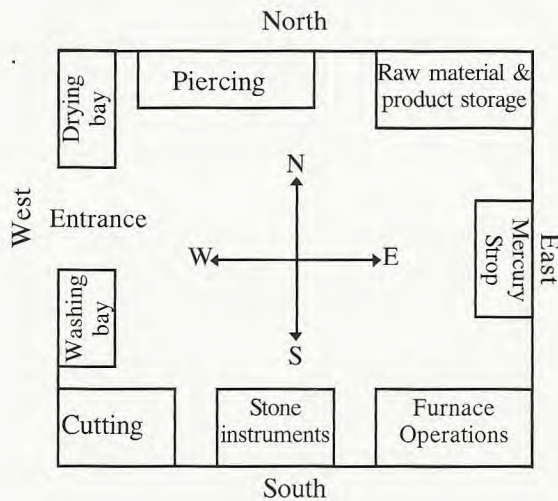 North
Drying
bay
Piercing
Raw material &
product storage
N
West
Entrance
W
E
Mercury
Strop
East
Washing
bay
S
Cutting
Stone
instruments
Furnace
Operations
South